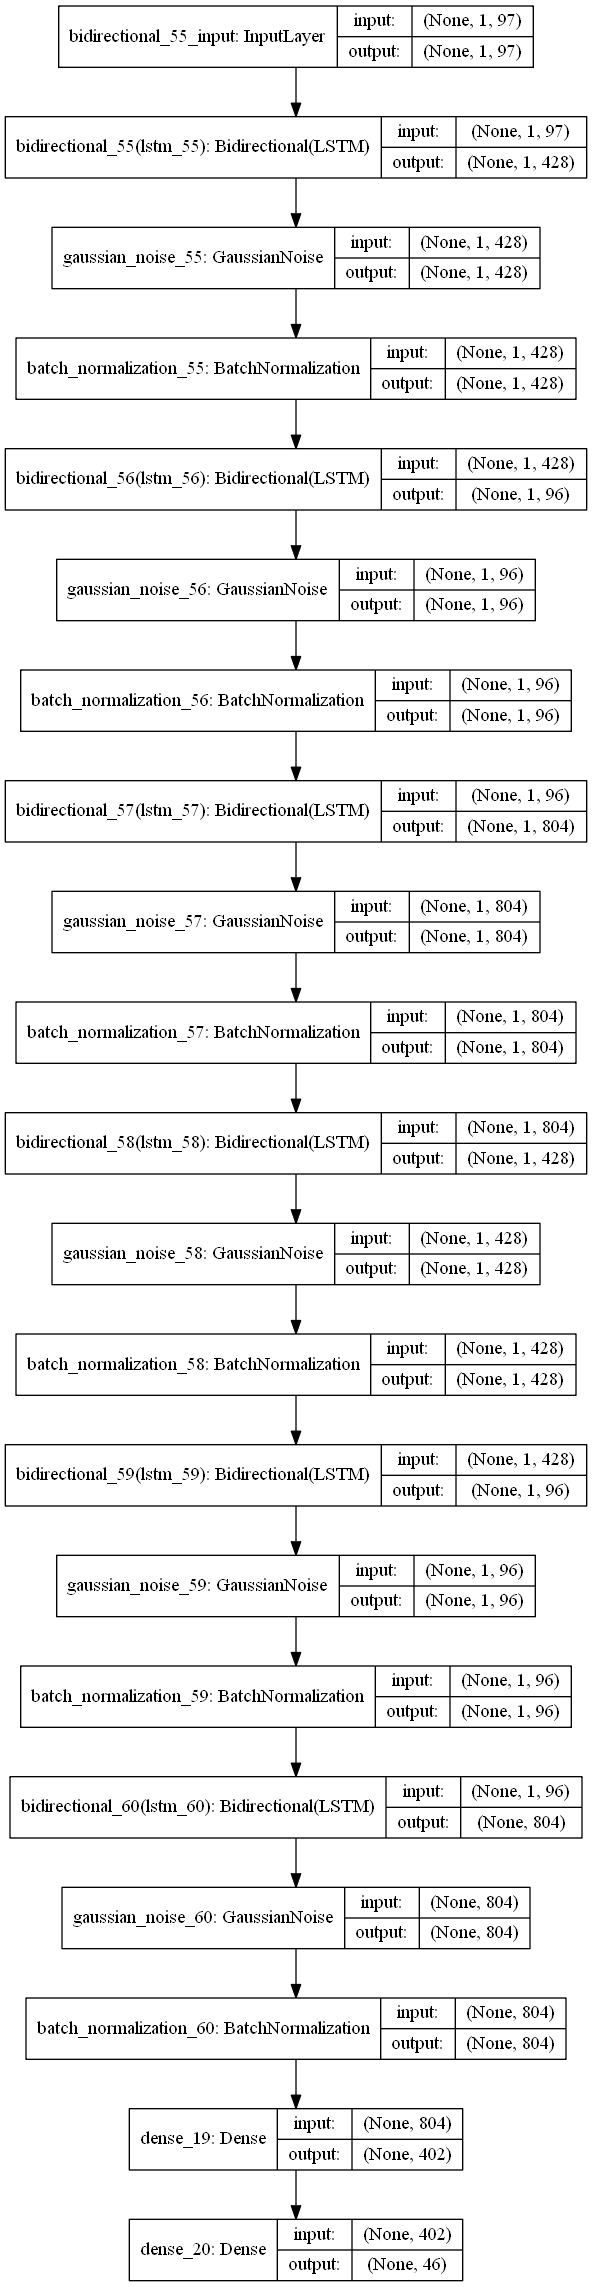 bidirectional_55_input: InputLayer
input: (None, 1, 97)
output: (None, 1, 97)
bidirectional_55(lstm_55): Bidirectional(LSTM)
input: (None, 1, 97)
output: (None, 1, 428)
gaussian_noise_55: GaussianNoise
input: (None, 1, 428)
output: (None, 1, 428)
batch_normalization_55: BatchNormalization
input: (None, 1, 428)
output: (None, 1, 428)
bidirectional_56(lstm_56): Bidirectional(LSTM)
input: (None, 1, 428)
output: (None, 1, 96)
gaussian_noise_56: GaussianNoise
input: (None, 1, 96)
output: (None, 1, 96)
batch_normalization_56: BatchNormalization
input: (None, 1, 96)
output: (None, 1, 96)
bidirectional_57(lstm_57): Bidirectional(LSTM)
input: (None, 1, 96)
output: (None, 1, 804)
gaussian_noise_57: GaussianNoise
input: (None, 1, 804)
output: (None, 1, 804)
batch_normalization_57: BatchNormalization
input: (None, 1, 804)
output: (None, 1, 804)
bidirectional_58(lstm_58): Bidirectional(LSTM)
input: (None, 1, 804)
output: (None, 1, 428)
gaussian_noise_58: GaussianNoise
input: (None, 1, 428)
output: (None, 1, 428)
batch_normalization_58: BatchNormalization
input: (None, 1, 428)
output: (None, 1, 428)
bidirectional_59(lstm_59): Bidirectional(LSTM)
input: (None, 1, 428)
output: (None, 1, 96)
gaussian_noise_59: GaussianNoise
input: (None, 1, 96)
output: (None, 1, 96)
batch_normalization_59: BatchNormalization
input: (None, 1, 96)
output: (None, 1, 96)
bidirectional_60(lstm_60): Bidirectional(LSTM)
input: (None, 1, 96)
output: (None, 804)
gaussian_noise_60: GaussianNoise
input: (None, 804)
output: (None, 804)
batch_normalization_60: BatchNormalization
input: (None, 804)
output: (None, 804)
dense_19: Dense
input: (None, 804)
output: (None, 402)
dense_20: Dense
input: (None, 402)
output: (None, 46)